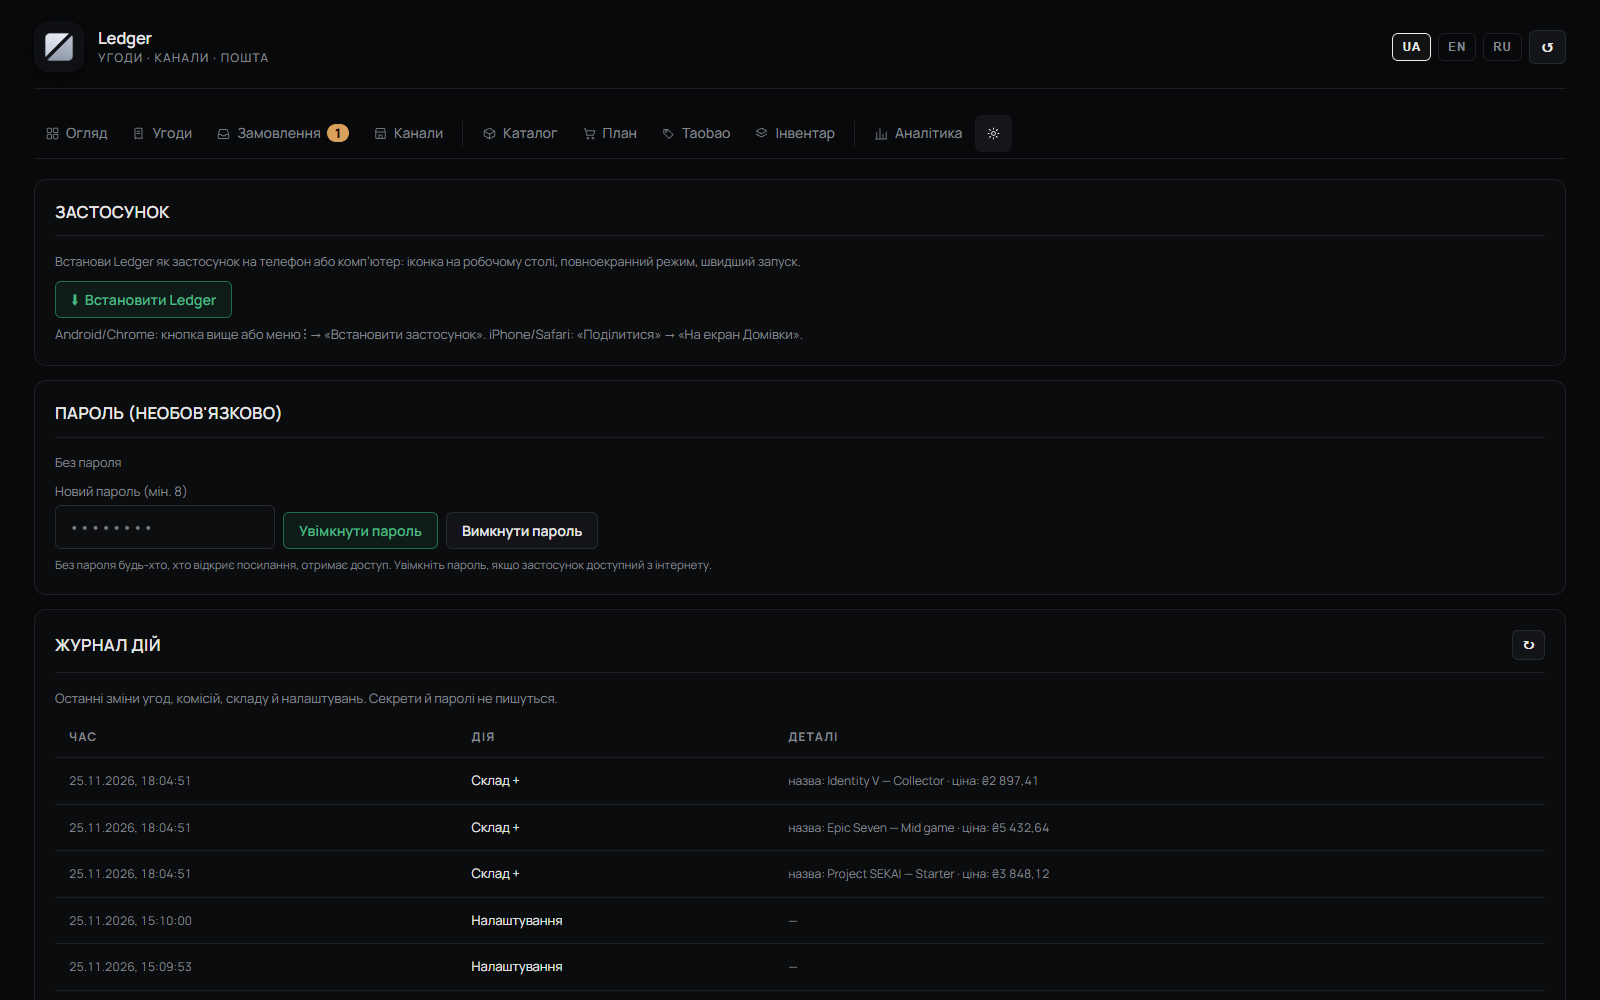 Ledger
УГОДИ · КАНАЛИ · ПОШТА
UA EN RU
Огляд Угоди Замовлення 1 Канали Каталог План Taobao Інвентар Аналітика
ЗАСТОСУНОК
Встанови Ledger як застосунок на телефон або комп'ютер: іконка на робочому столі, повноекранний режим, швидший запуск.
⬇ Встановити Ledger
Android/Chrome: кнопка вище або меню ⋮ → «Встановити застосунок». iPhone/Safari: «Поділитися» → «На екран Домівки».
ПАРОЛЬ (НЕОБОВ'ЯЗКОВО)
Без пароля
Новий пароль (мін. 8)
••••••••
Увімкнути пароль Вимкнути пароль
Без пароля будь-хто, хто відкриє посилання, отримає доступ. Увімкніть пароль, якщо застосунок доступний з інтернету.
ЖУРНАЛ ДІЙ
↻
Останні зміни угод, комісій, складу й налаштувань. Секрети й паролі не пишуться.
ЧАС ДІЯ ДЕТАЛІ
25.11.2026, 18:04:51 Склад + назва: Identity V — Collector · ціна: ₴2 897,41
25.11.2026, 18:04:51 Склад + назва: Epic Seven — Mid game · ціна: ₴5 432,64
25.11.2026, 18:04:51 Склад + назва: Project SEKAI — Starter · ціна: ₴3 848,12
25.11.2026, 15:10:00 Налаштування —
25.11.2026, 15:09:53 Налаштування —